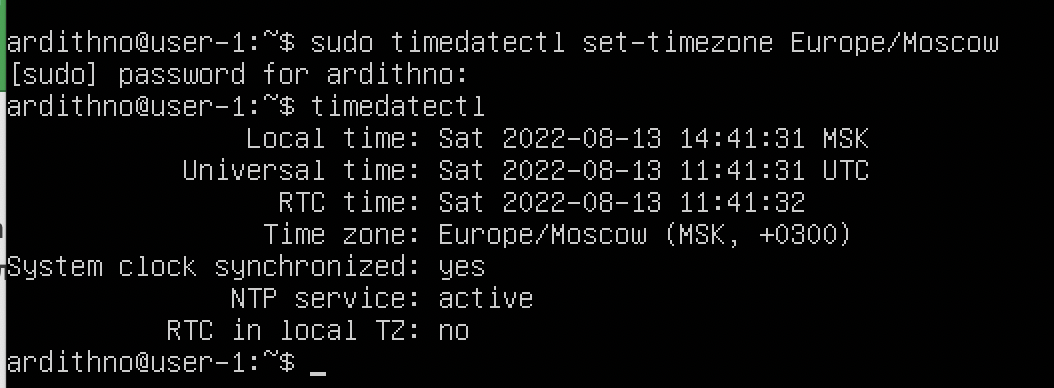 ardithno@user-1:~$ sudo timedatectl set-timezone Europe/Moscow
[sudo] password for ardithno:
ardithno@user-1:~$ timedatectl
Local time: Sat 2022-08-13 14:41:31 MSK
Universal time: Sat 2022-08-13 11:41:31 UTC
RTC time: Sat 2022-08-13 11:41:32
Time zone: Europe/Moscow (MSK, +0300)
System clock synchronized: yes
NTP service: active
RTC in local TZ: no
ardithno@user-1:~$ _